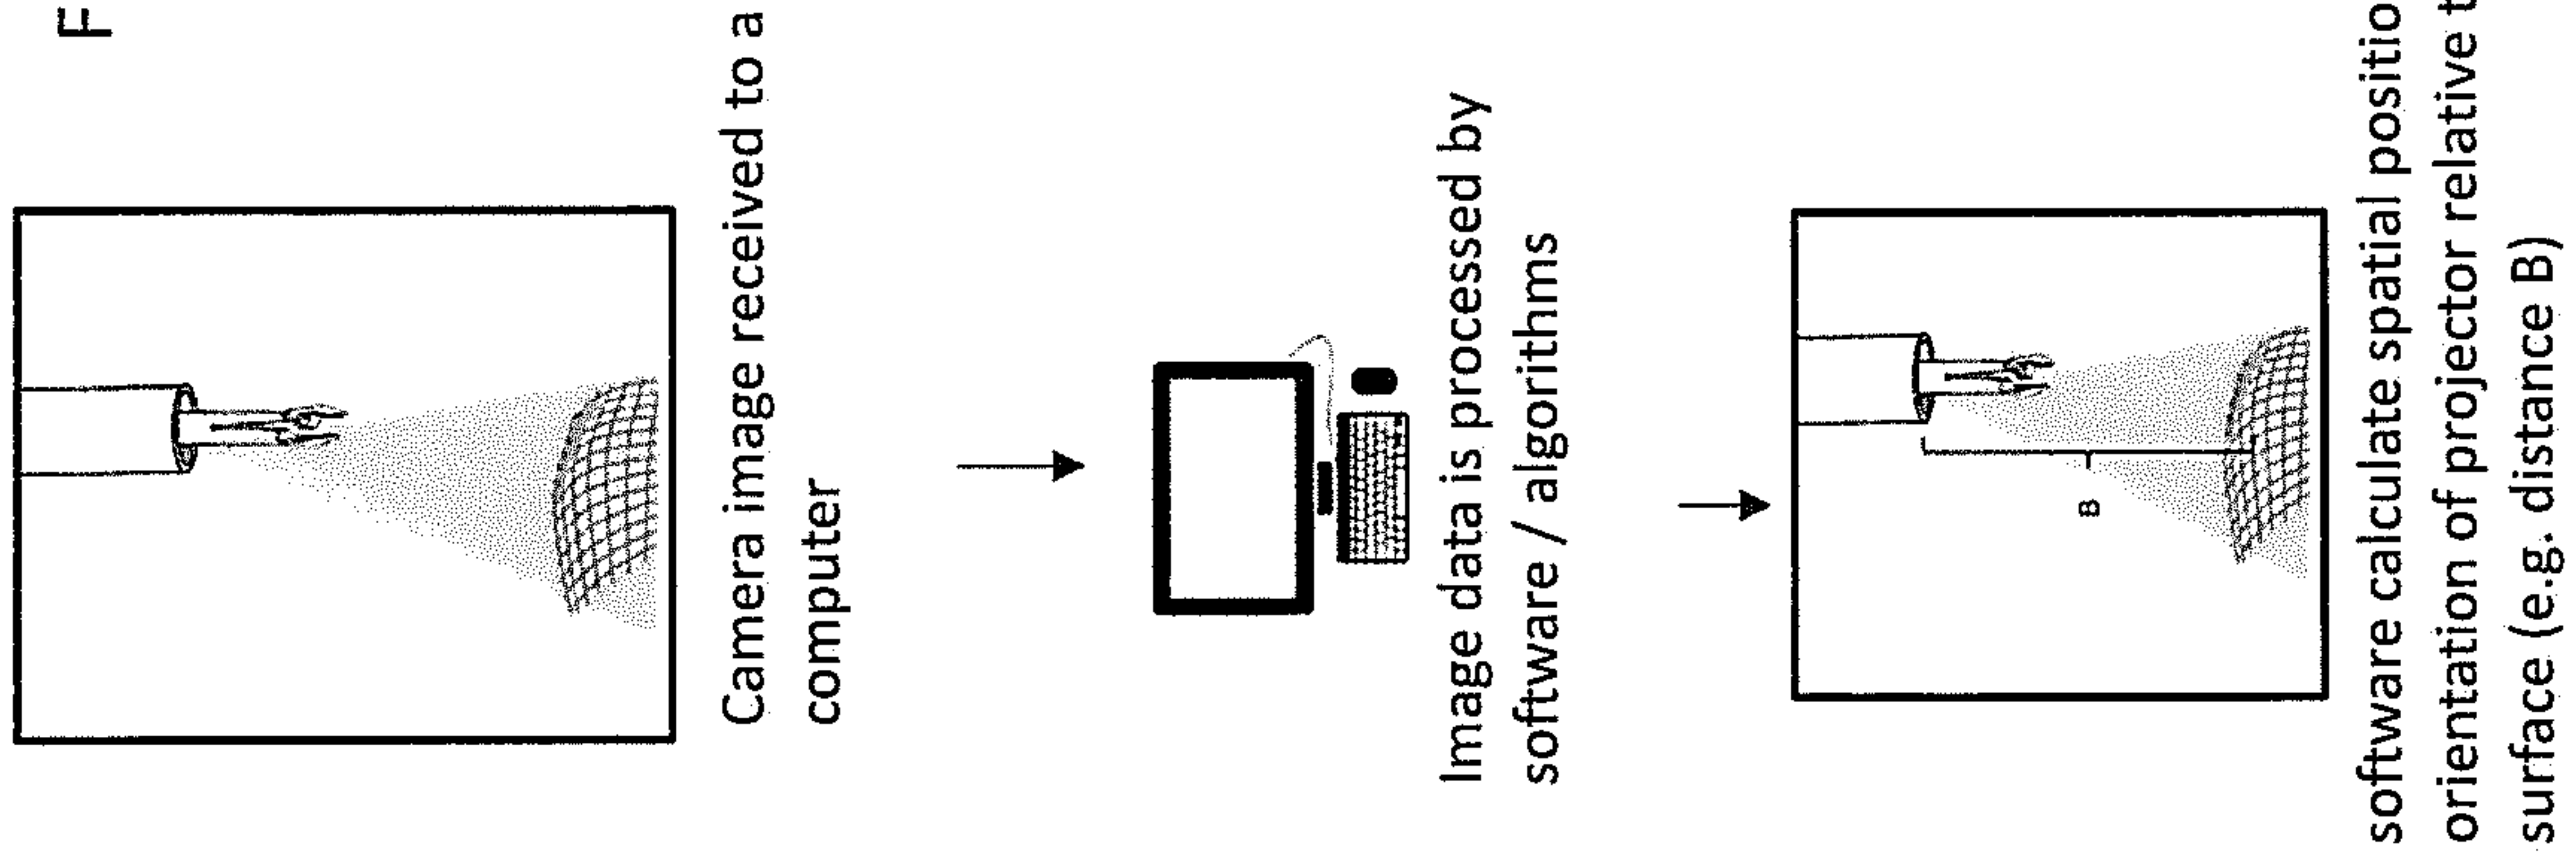 F
Camera image received to a
computer
Image data is processed by
software / algorithms
B
software calculate spatial positio
orientation of projector relative t
surface (e.g. distance B)